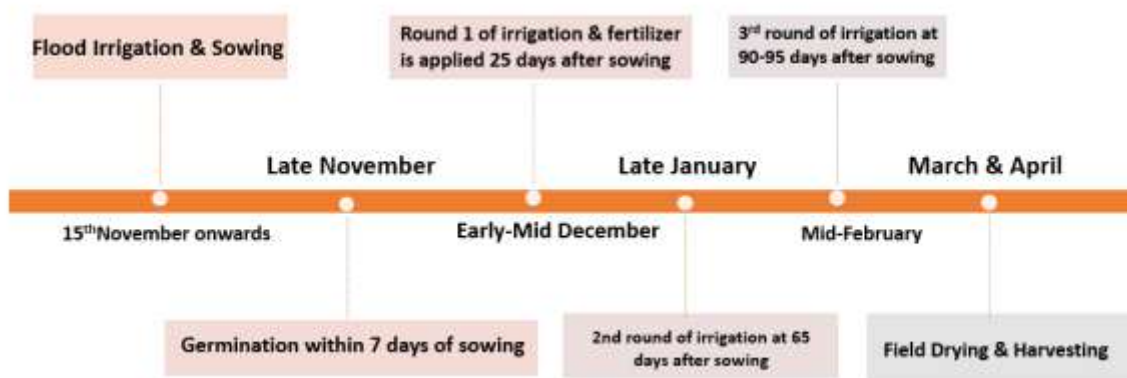 Flood Irrigation & Sowing
Round 1 of irrigation & fertilizer
is applied 25 days after sowing
3rd round of irrigation at
90-95 days after sowing
Late November
Late January
March & April
15thNovember onwards
Early-Mid December
Mid-February
Germination within 7 days of sowing
2nd round of irrigation at 65
days after sowing
Field Drying & Harvesting